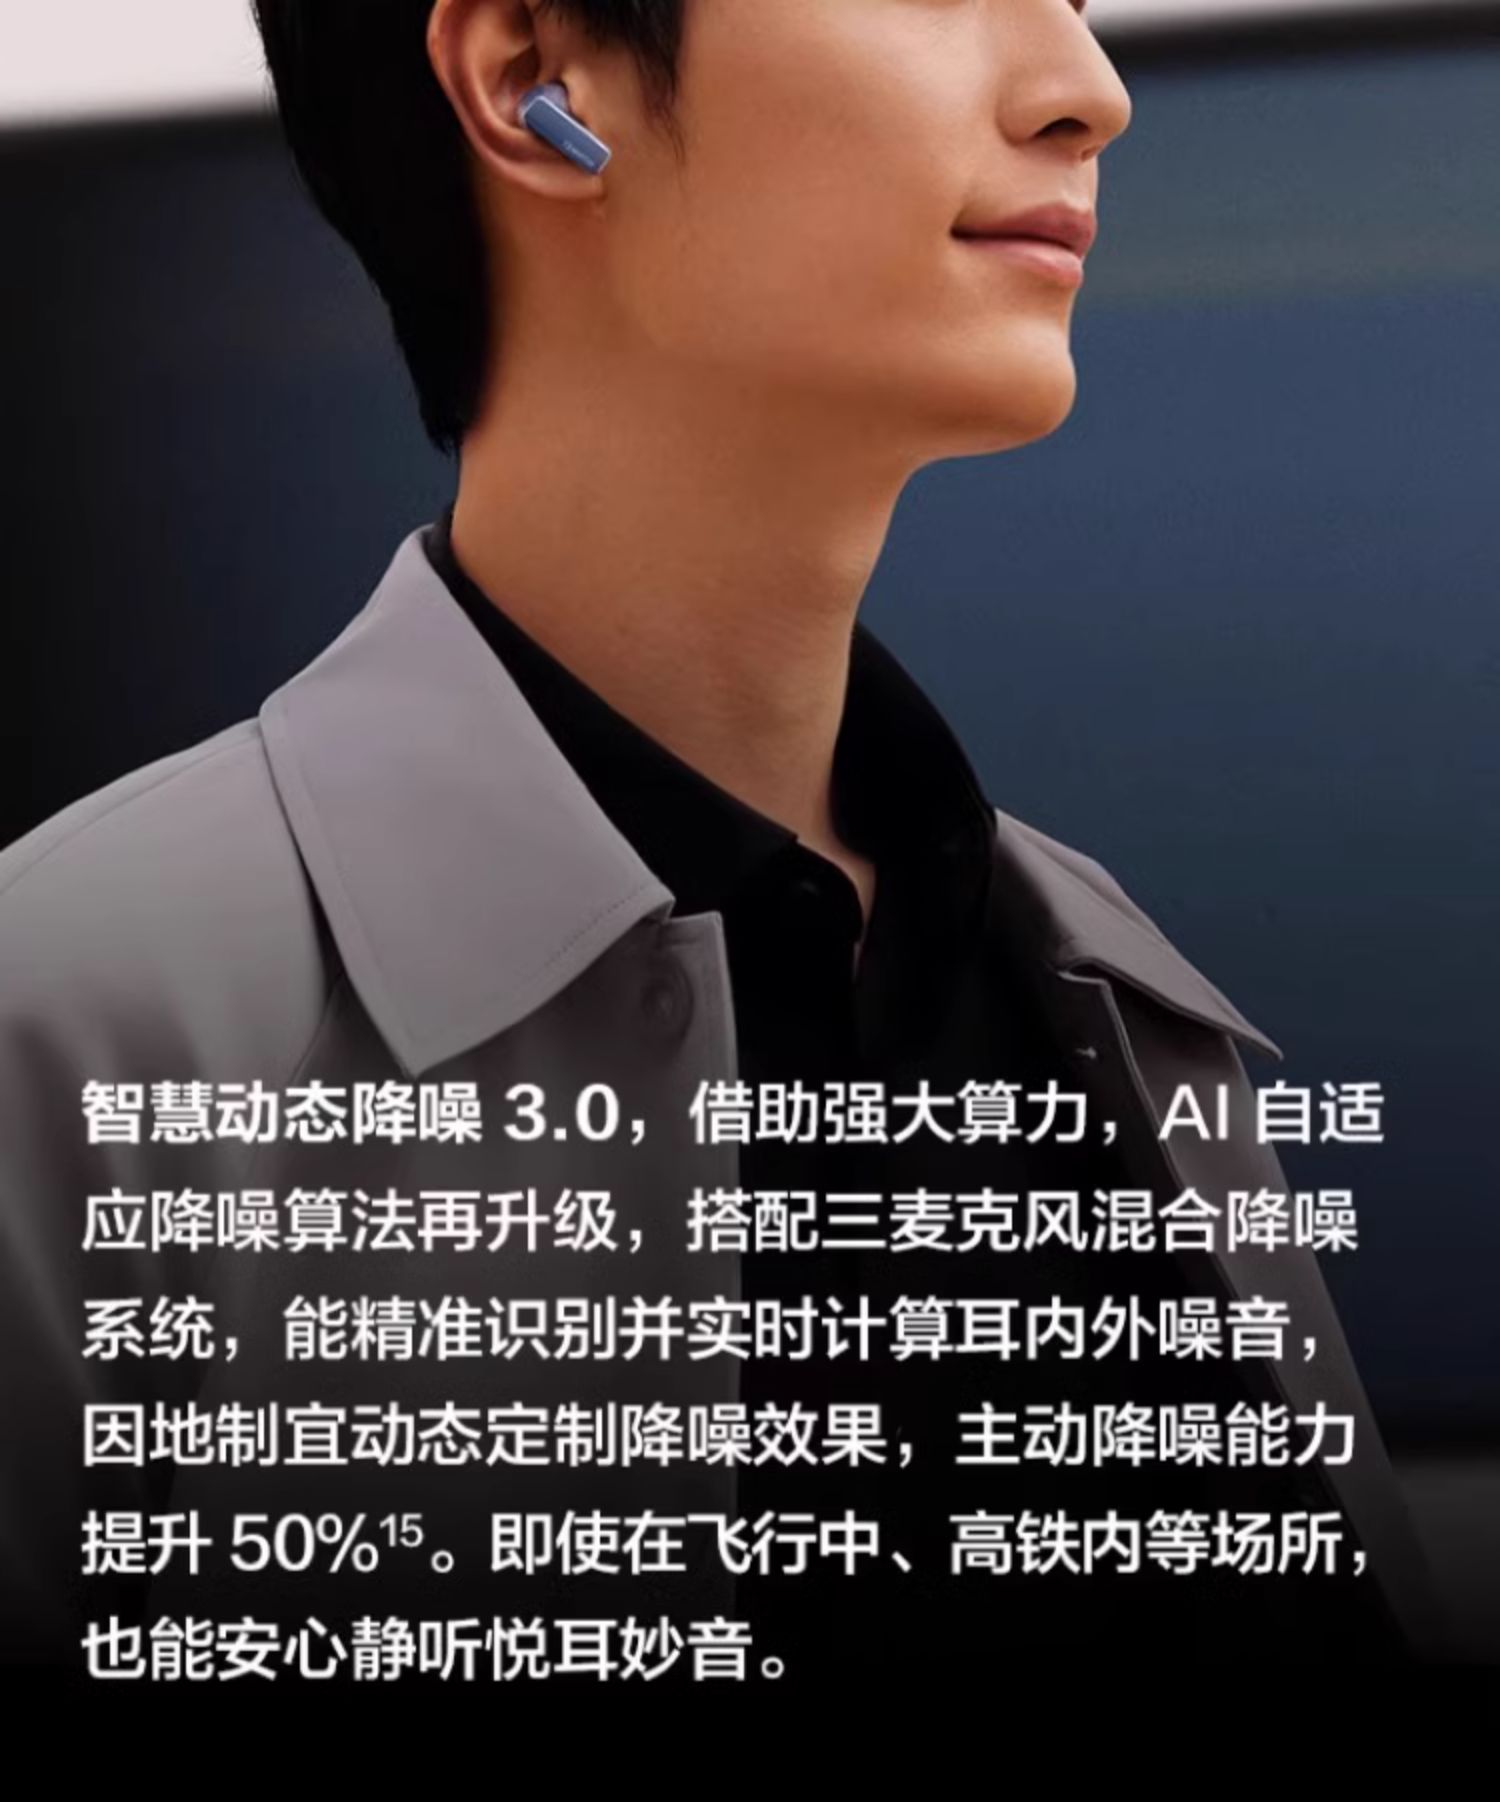 智慧动态降噪 3.0，借助强大算力，AI 自适
应降噪算法再升级，搭配三麦克风混合降噪
系统，能精准识别并实时计算耳内外噪音，
因地制宜动态定制降噪效果，主动降噪能力
提升 50%15。即使在飞行中、高铁内等场所，
也能安心静听悦耳妙音。